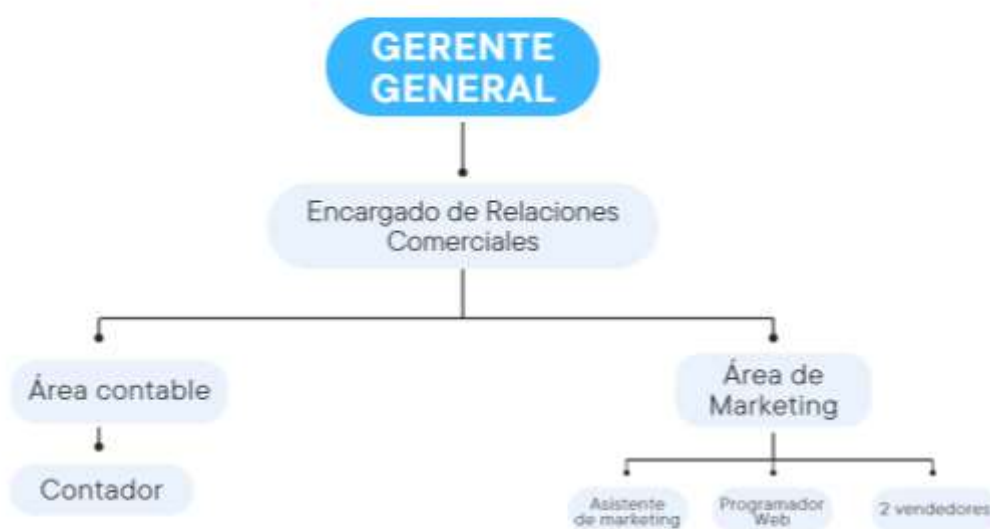 GERENTE
GENERAL
Encargado de Relaciones
Comerciales
Área contable
Área de
Marketing
Contador
Asistente
de marketing
Programador
Web
2 vendedores